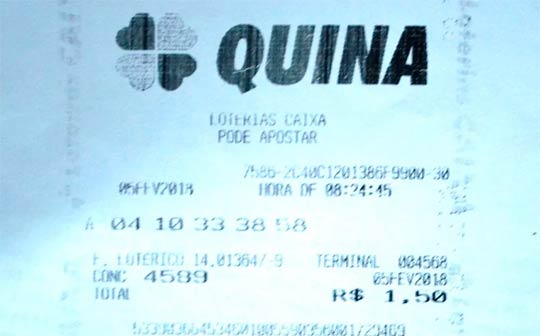 QUINA
LOTERIAS CAIXA
PODE APOSTAR
7586-2C40C1201386F9900-30
05FEV2018 HORA DF 08:24:45
A 04 10 33 38 58
F. LOTERICO 14.01364/-9 TERMINAL 004568
CONC 4589 05FEV2018
TOTAL R$ 1,50